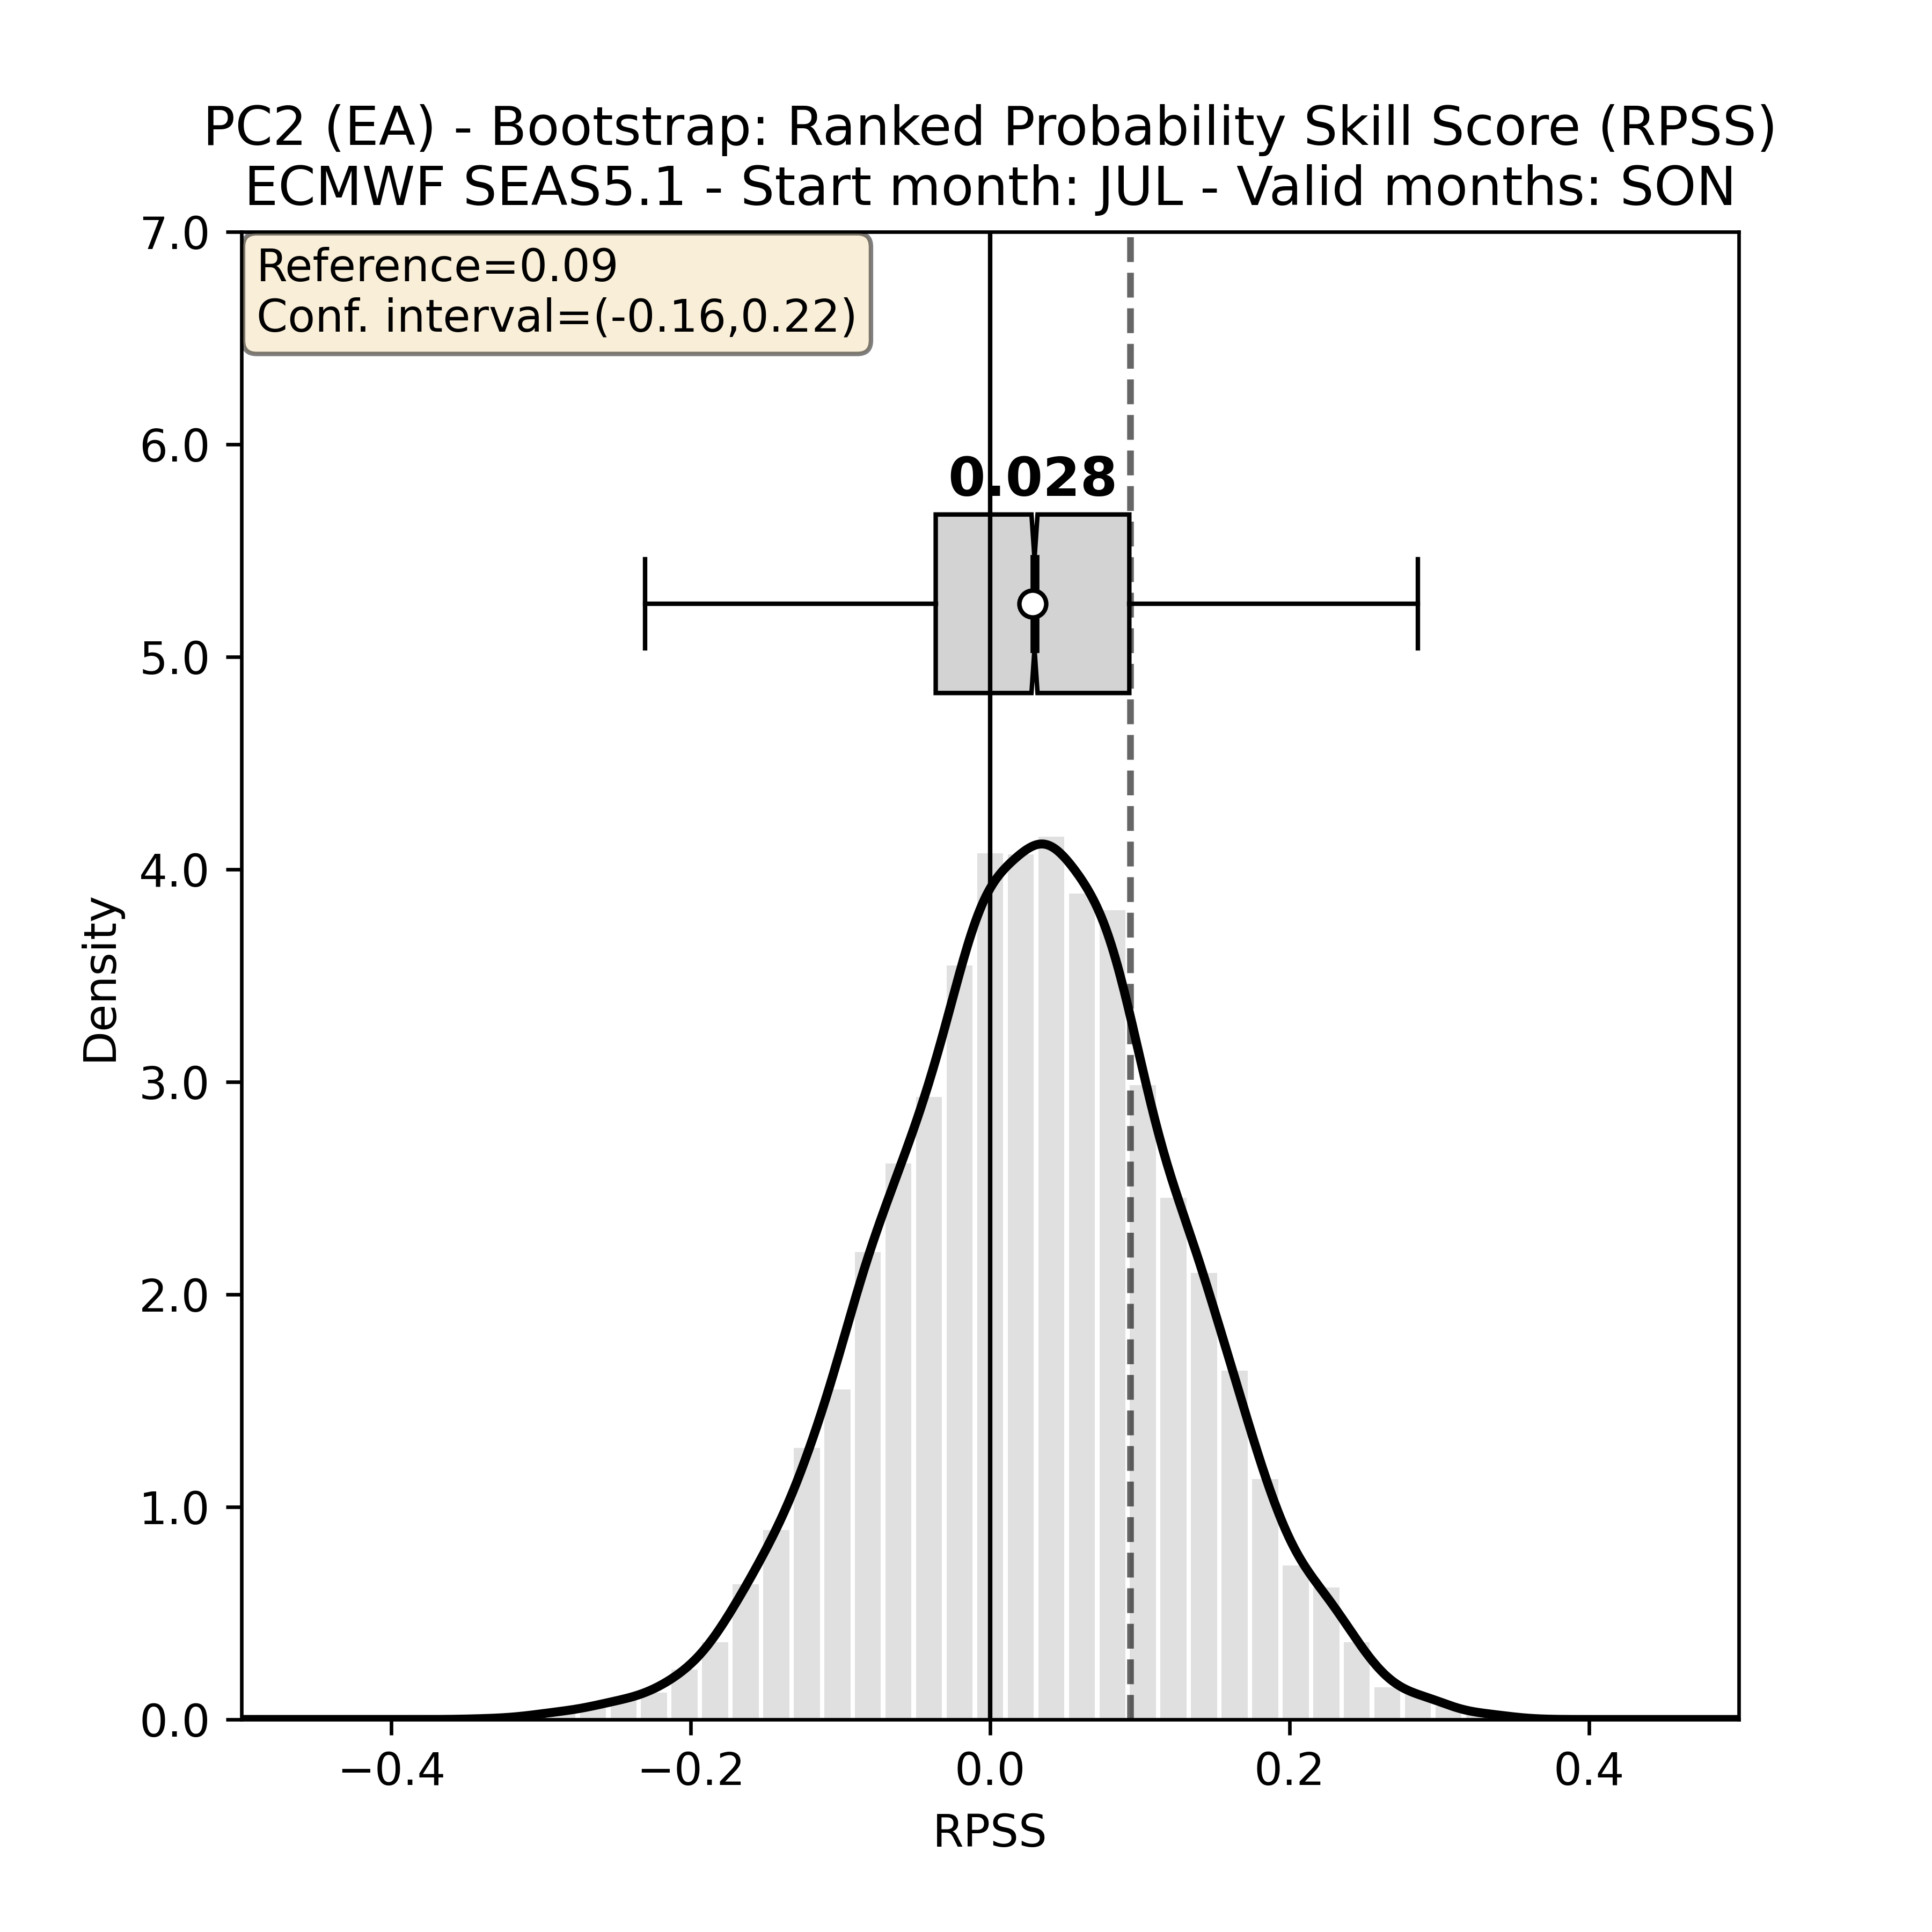 PC2 (EA) - Bootstrap: Ranked Probability Skill Score (RPSS)
ECMWF SEAS5.1 - Start month: JUL - Valid months: SON
Reference=0.09
Conf. interval=(-0.16,0.22)
0.028
Density
7.0
6.0
5.0
4.0
3.0
2.0
1.0
0.0
−0.4
−0.2
0.0
0.2
0.4
RPSS